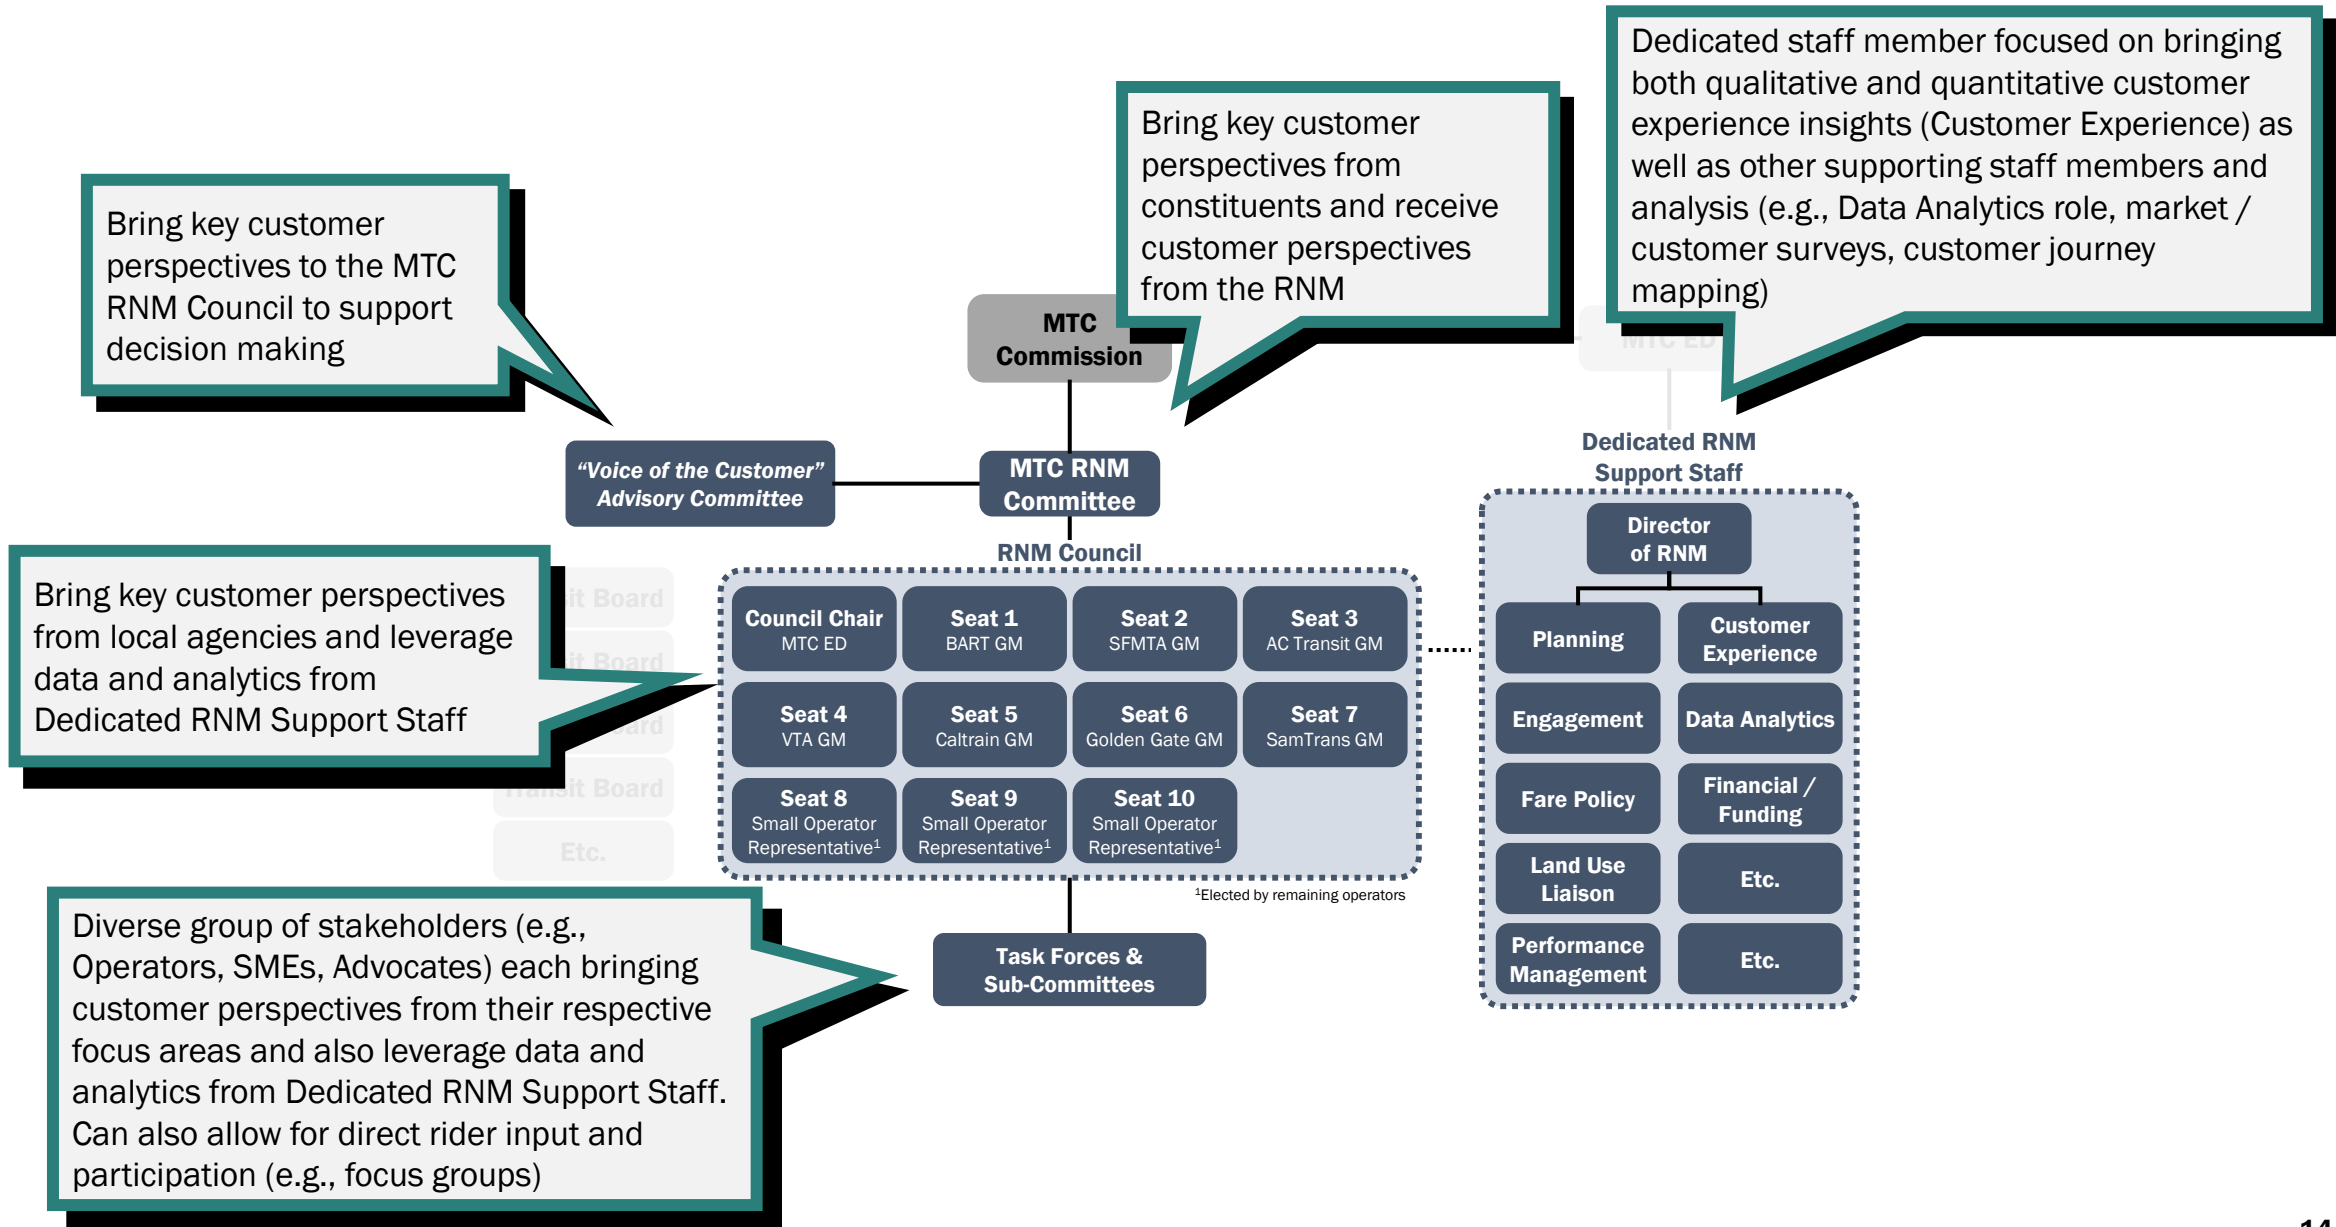 Dedicated staff member focused on bringing
both qualitative and quantitative customer
experience insights (Customer Experience) as
well as other supporting staff members and
analysis (e.g., Data Analytics role, market /
customer surveys, customer journey
mapping)
Bring key customer
perspectives from
constituents and receive
customer perspectives
from the RNM
Bring key customer
perspectives to the MTC
RNM Council to support
decision making
MTC
Commission
MTC ED
"Voice of the Customer"
Advisory Committee
MTC RNM
Committee
Dedicated RNM
Support Staff
Director
of RNM
Planning
Customer
Experience
Engagement
Data Analytics
Fare Policy
Financial /
Funding
Land Use
Liaison
Etc.
Performance
Management
Etc.
RNM Council
Council Chair
MTC ED
Seat 1
BART GM
Seat 2
SFMTA GM
Seat 3
AC Transit GM
Seat 4
VTA GM
Seat 5
Caltrain GM
Seat 6
Golden Gate GM
Seat 7
SamTrans GM
Seat 8
Small Operator
Representative¹
Seat 9
Small Operator
Representative¹
Seat 10
Small Operator
Representative¹
¹Elected by remaining operators
Bring key customer perspectives
from local agencies and leverage
data and analytics from
Dedicated RNM Support Staff
Board
Board
Transit Board
Etc.
Task Forces &
Sub-Committees
Diverse group of stakeholders (e.g.,
Operators, SMEs, Advocates) each bringing
customer perspectives from their respective
focus areas and also leverage data and
analytics from Dedicated RNM Support Staff.
Can also allow for direct rider input and
participation (e.g., focus groups)
14